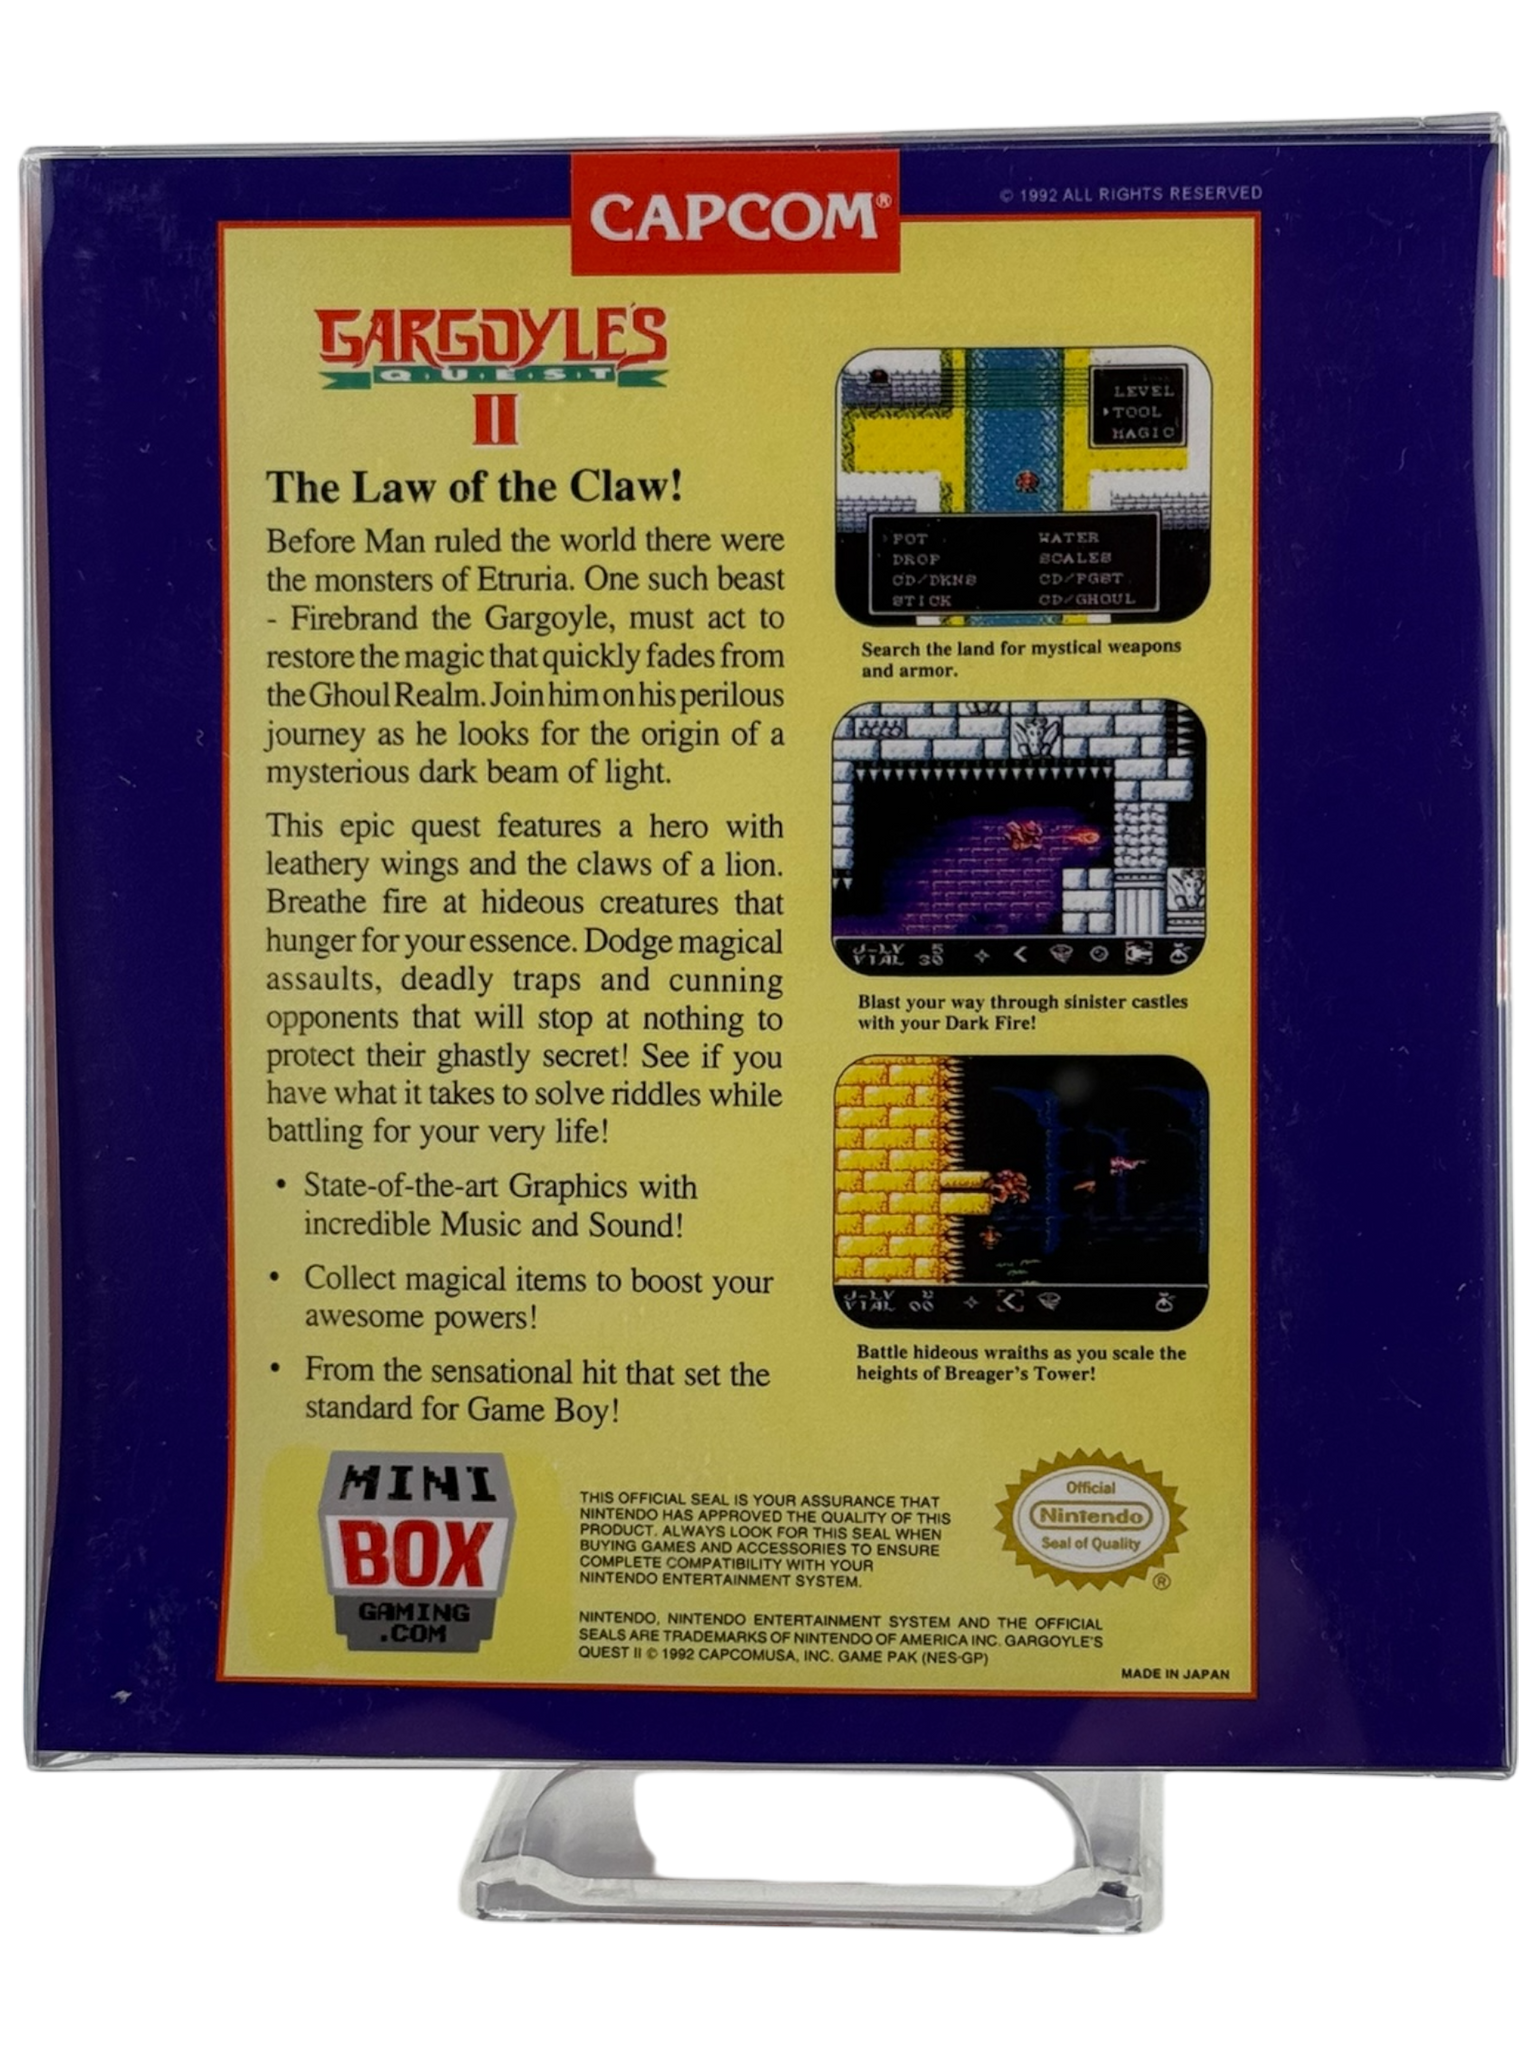 CAPCOM®
© 1992 ALL RIGHTS RESERVED
GARGOYLE'S
QUEST
II
The Law of the Claw!
Before Man ruled the world there were
the monsters of Etruria. One such beast
- Firebrand the Gargoyle, must act to
restore the magic that quickly fades from
the Ghoul Realm. Join him on his perilous
journey as he looks for the origin of a
mysterious dark beam of light.
This epic quest features a hero with
leathery wings and the claws of a lion.
Breathe fire at hideous creatures that
hunger for your essence. Dodge magical
assaults, deadly traps and cunning
opponents that will stop at nothing to
protect their ghastly secret! See if you
have what it takes to solve riddles while
battling for your very life!
• State-of-the-art Graphics with
incredible Music and Sound!
• Collect magical items to boost your
awesome powers!
• From the sensational hit that set the
standard for Game Boy!
LEVEL
TOOL
MAGIC
POT WATER
DROP SCALES
CD/DKNS CD/PGST
STICK CD/GHOUL
Search the land for mystical weapons
and armor.
J-LV 5
VIAL 30
Blast your way through sinister castles
with your Dark Fire!
J-LV
VIAL 00
Battle hideous wraiths as you scale the
heights of Breager's Tower!
MINI
BOX
GAMING
.COM
THIS OFFICIAL SEAL IS YOUR ASSURANCE THAT
NINTENDO HAS APPROVED THE QUALITY OF THIS
PRODUCT. ALWAYS LOOK FOR THIS SEAL WHEN
BUYING GAMES AND ACCESSORIES TO ENSURE
COMPLETE COMPATIBILITY WITH YOUR
NINTENDO ENTERTAINMENT SYSTEM.
Official
Nintendo
Seal of Quality
®
NINTENDO, NINTENDO ENTERTAINMENT SYSTEM AND THE OFFICIAL
SEALS ARE TRADEMARKS OF NINTENDO OF AMERICA INC. GARGOYLE'S
QUEST II © 1992 CAPCOMUSA, INC. GAME PAK (NES-GP)
MADE IN JAPAN